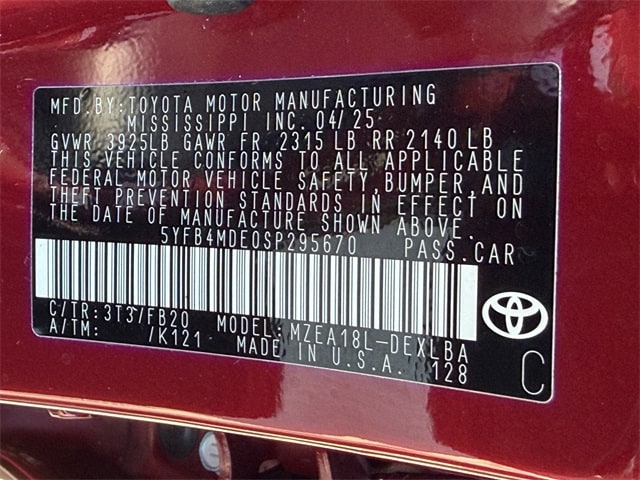 MFD.BY:TOYOTA MOTOR MANUFACTURING
MISSISSIPPI INC. 04/25
GVWR 3925LB GAWR FR 2315 LB RR 2140 LB
THIS VEHICLE CONFORMS TO ALL APPLICABLE
FEDERAL MOTOR VEHICLE SAFETY, BUMPER, AND
THEFT PREVENTION STANDARDS IN EFFECT ON
THE DATE OF MANUFACTURE SHOWN ABOVE.
5YFB4MDE0SP295670 PASS.CAR
C/TR: 3T3/FB20 MODEL: MZEA18L-DEXLBA
A/TM: /K121 MADE IN U.S.A. 128
C